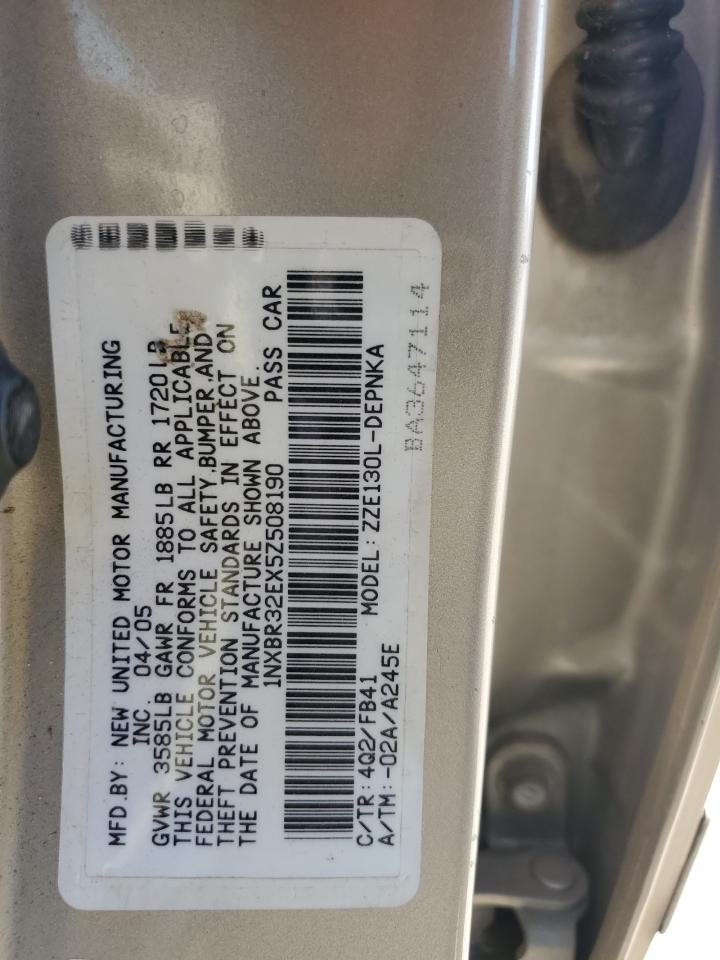 MFD.BY: NEW UNITED MOTOR MANUFACTURING
INC. 04/05
GVWR 3585LB GAWR FR 1885LB RR 1720LB
THIS VEHICLE CONFORMS TO ALL APPLICABLE
FEDERAL MOTOR VEHICLE SAFETY,BUMPER,AND
THEFT PREVENTION STANDARDS IN EFFECT ON
THE DATE OF MANUFACTURE SHOWN ABOVE.
1NXBR32EX5Z508190 PASS CAR
C/TR: 4Q2/FB41 MODEL: ZZE130L-DEPNKA
A/TM: -02A/A245E
BA3647114